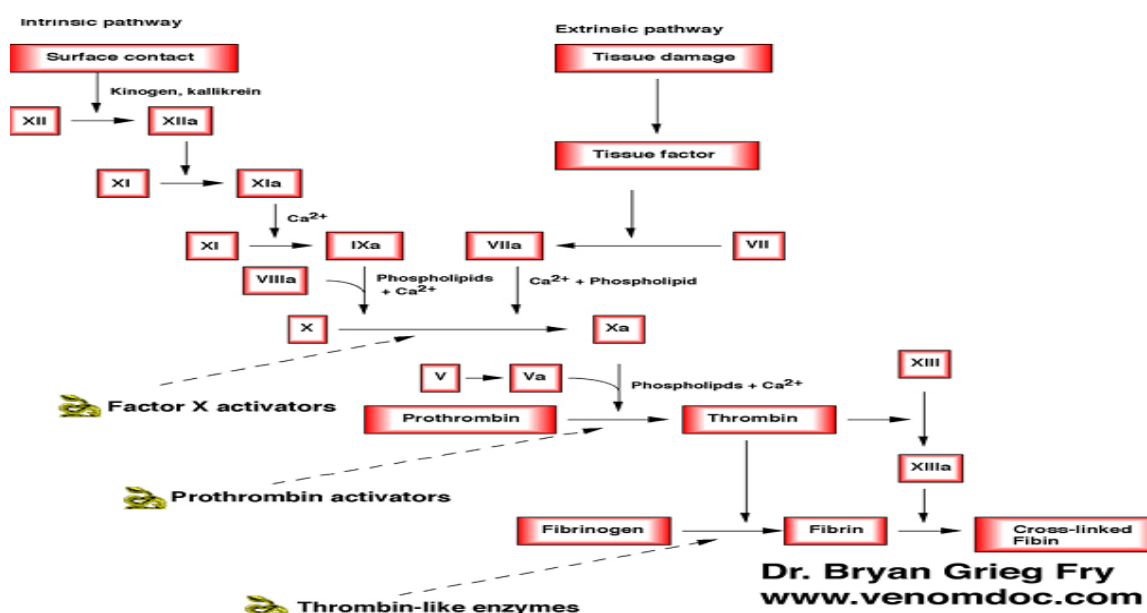 Intrinsic pathway
Extrinsic pathway
Surface contact
Tissue damage
Kinogen, kallikrein
XII
XIIa
Tissue factor
XI
XIa
Ca2+
XI
IXa
VIIa
VII
VIIIa
Phospholipids
+ Ca2+
Ca2+ + Phospholipid
X
Xa
V
Va
Phospholipds + Ca2+
XIII
Factor X activators
Prothrombin
Thrombin
XIIIa
Prothrombin activators
Fibrinogen
Fibrin
Cross-linked
Fibin
Dr. Bryan Grieg Fry
www.venomdoc.com
Thrombin-like enzymes